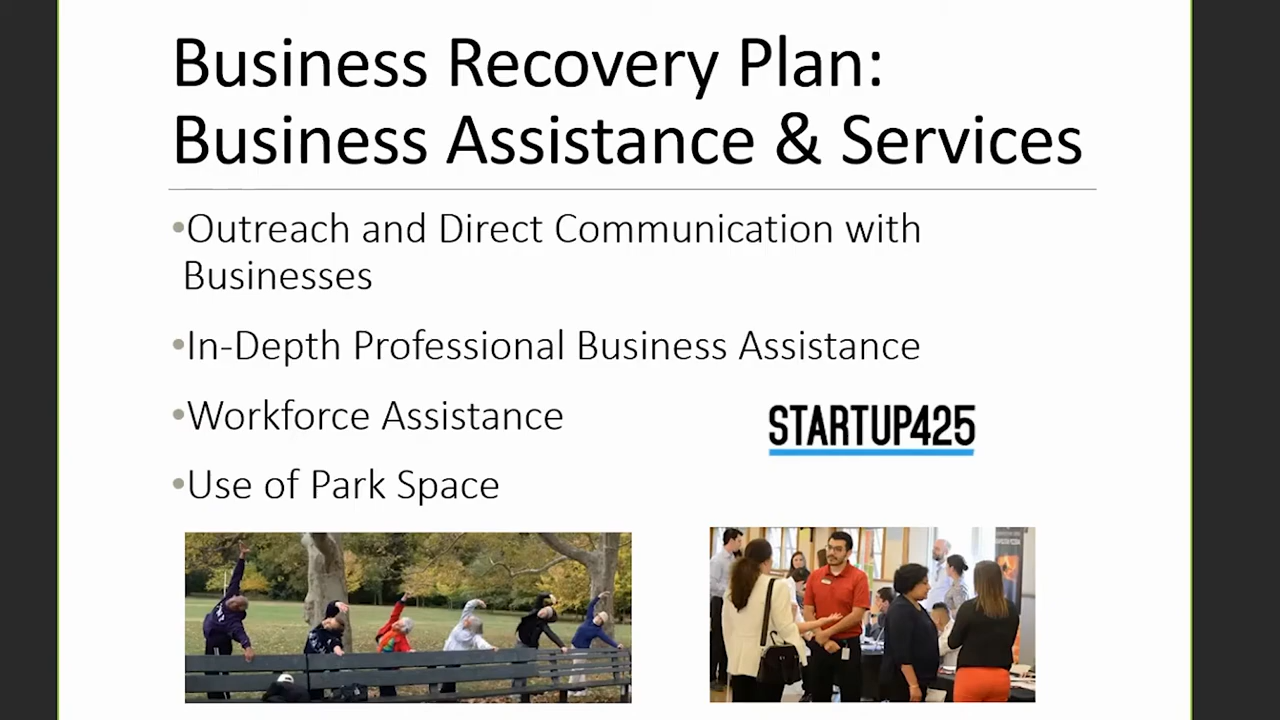 Business Recovery Plan:
Business Assistance & Services
•Outreach and Direct Communication with
Businesses
•In-Depth Professional Business Assistance
•Workforce Assistance
STARTUP425
•Use of Park Space